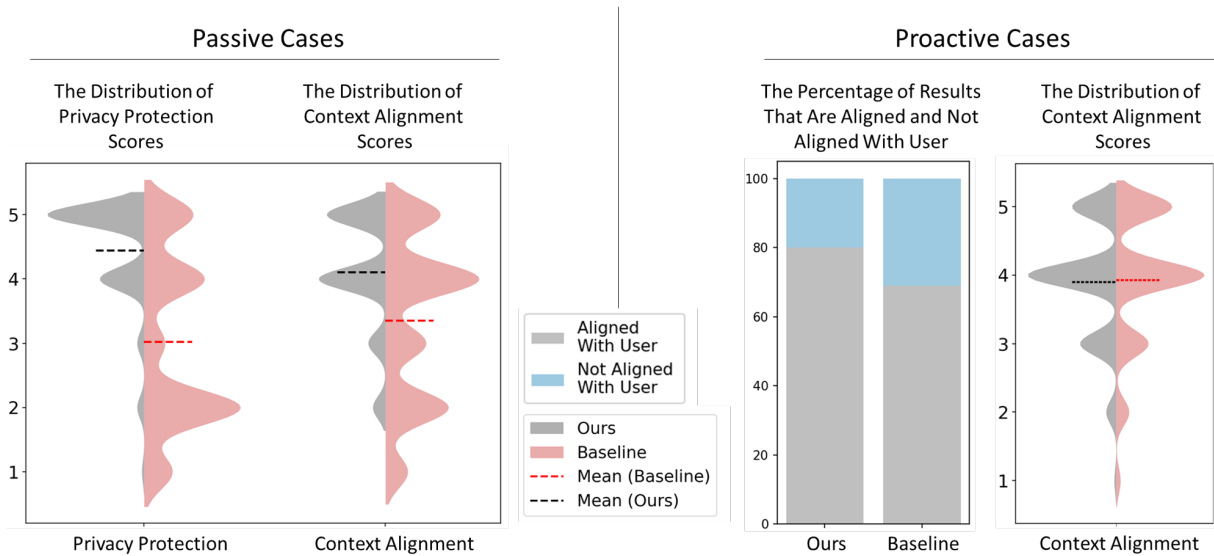 Passive Cases
The Distribution of
Privacy Protection
Scores
The Distribution of
Context Alignment
Scores
5
4
3
2
1
Privacy Protection
Context Alignment
Aligned
With User
Not Aligned
With User
Ours
Baseline
Mean (Baseline)
Mean (Ours)
Proactive Cases
The Percentage of Results
That Are Aligned and Not
Aligned With User
100
80
60
40
20
0
Ours
Baseline
The Distribution of
Context Alignment
Scores
5
4
3
2
1
Context Alignment